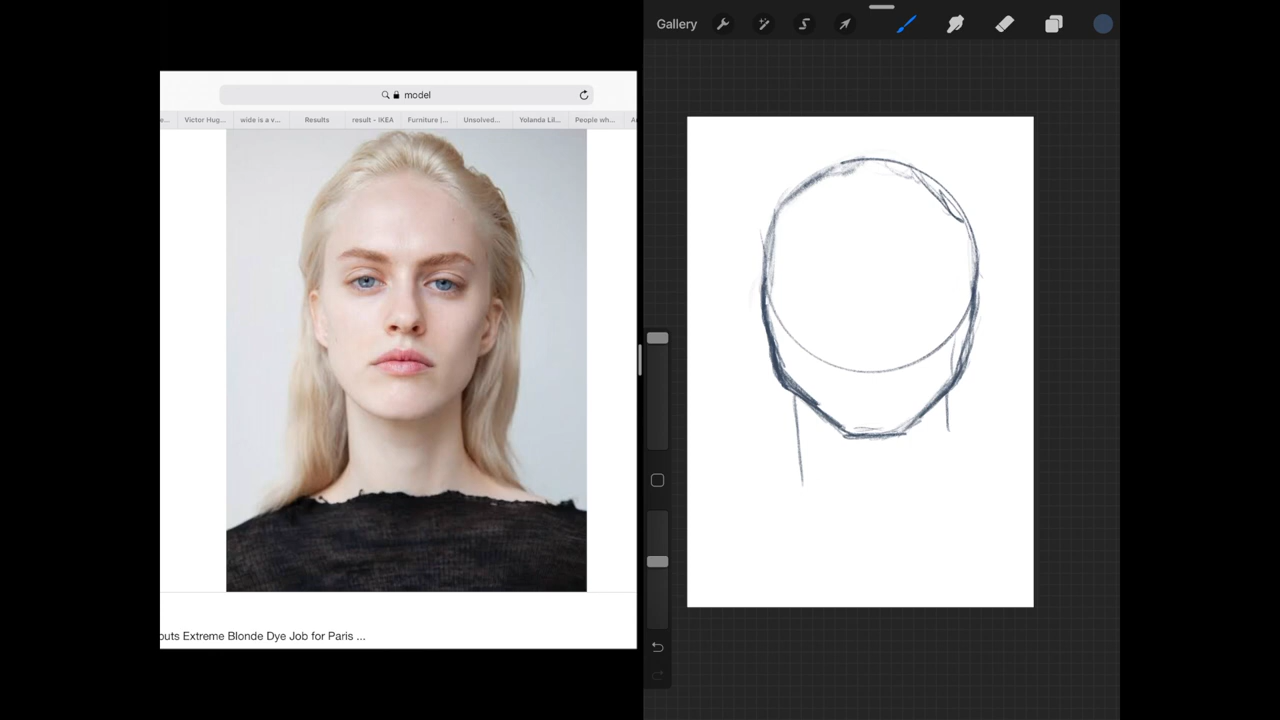 Gallery
model
e... Victor Hug... wide is a v... Results result - IKEA Furniture |... Unsolved... Yolanda Lil... People wh...
outs Extreme Blonde Dye Job for Paris ...